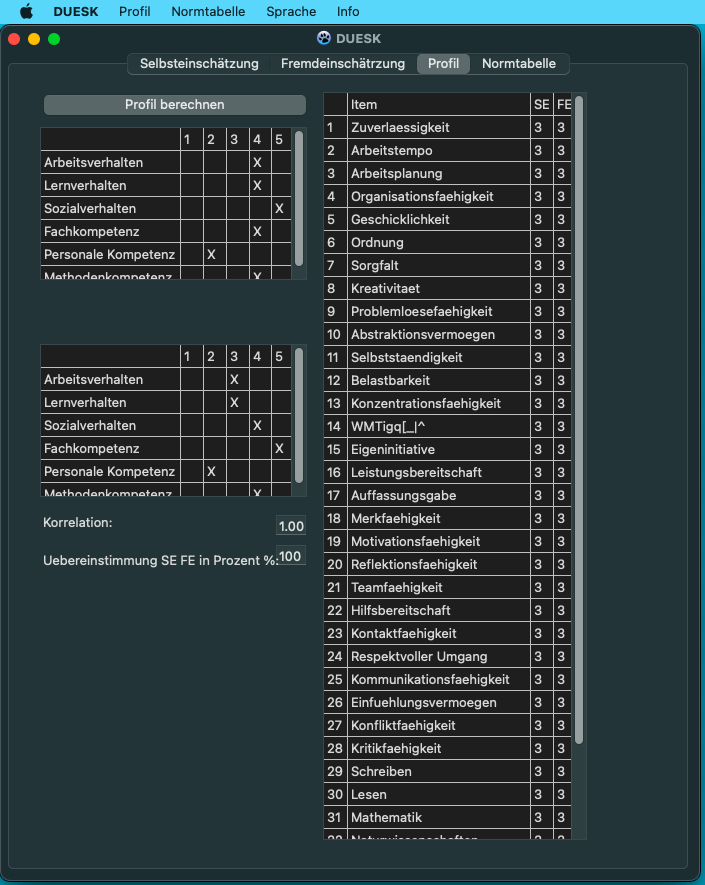 DUESK Profil Normtabelle Sprache Info
DUESK
Selbsteinschätzung Fremdeinschätrzung Profil Normtabelle
Profil berechnen
1 2 3 4 5
Arbeitsverhalten X
Lernverhalten X
Sozialverhalten X
Fachkompetenz X
Personale Kompetenz X
Methodenkompetenz X
1 2 3 4 5
Arbeitsverhalten X
Lernverhalten X
Sozialverhalten X
Fachkompetenz X
Personale Kompetenz X
Methodenkompetenz X
Korrelation: 1.00
Uebereinstimmung SE FE in Prozent %: 100
Item SE FE
1 Zuverlaessigkeit 3 3
2 Arbeitstempo 3 3
3 Arbeitsplanung 3 3
4 Organisationsfaehigkeit 3 3
5 Geschicklichkeit 3 3
6 Ordnung 3 3
7 Sorgfalt 3 3
8 Kreativitaet 3 3
9 Problemloesefaehigkeit 3 3
10 Abstraktionsvermoegen 3 3
11 Selbststaendigkeit 3 3
12 Belastbarkeit 3 3
13 Konzentrationsfaehigkeit 3 3
14 WMTigq[_|^ 3 3
15 Eigeninitiative 3 3
16 Leistungsbereitschaft 3 3
17 Auffassungsgabe 3 3
18 Merkfaehigkeit 3 3
19 Motivationsfaehigkeit 3 3
20 Reflektionsfaehigkeit 3 3
21 Teamfaehigkeit 3 3
22 Hilfsbereitschaft 3 3
23 Kontaktfaehigkeit 3 3
24 Respektvoller Umgang 3 3
25 Kommunikationsfaehigkeit 3 3
26 Einfuehlungsvermoegen 3 3
27 Konfliktfaehigkeit 3 3
28 Kritikfaehigkeit 3 3
29 Schreiben 3 3
30 Lesen 3 3
31 Mathematik 3 3
32 Naturwissenschaften 3 3